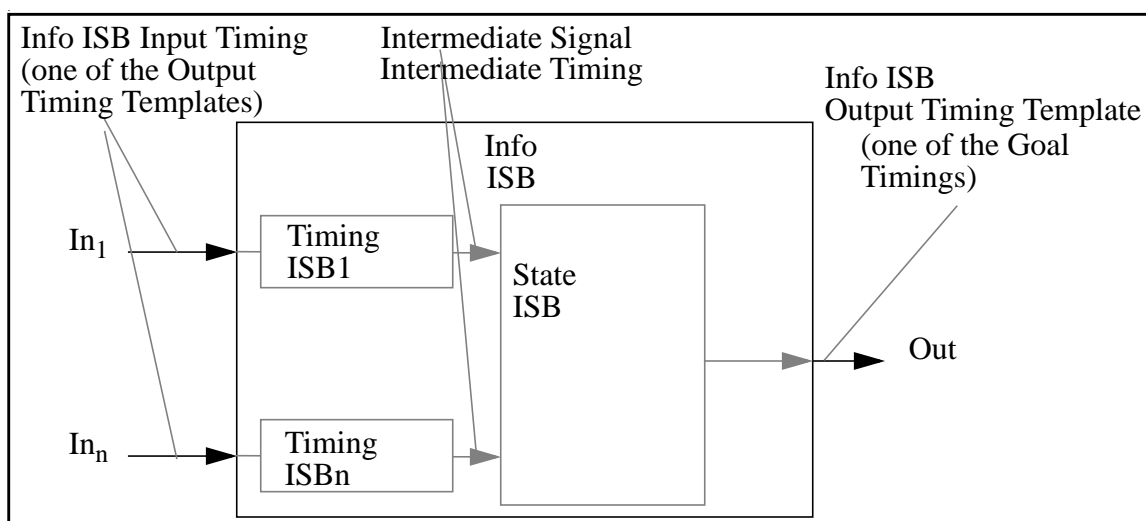 Info ISB Input Timing
(one of the Output
Timing Templates)
Intermediate Signal
Intermediate Timing
Info ISB
Output Timing Template
(one of the Goal
Timings)
Info
ISB
In1
Timing
ISB1
State
ISB
Out
Inn
Timing
ISBn